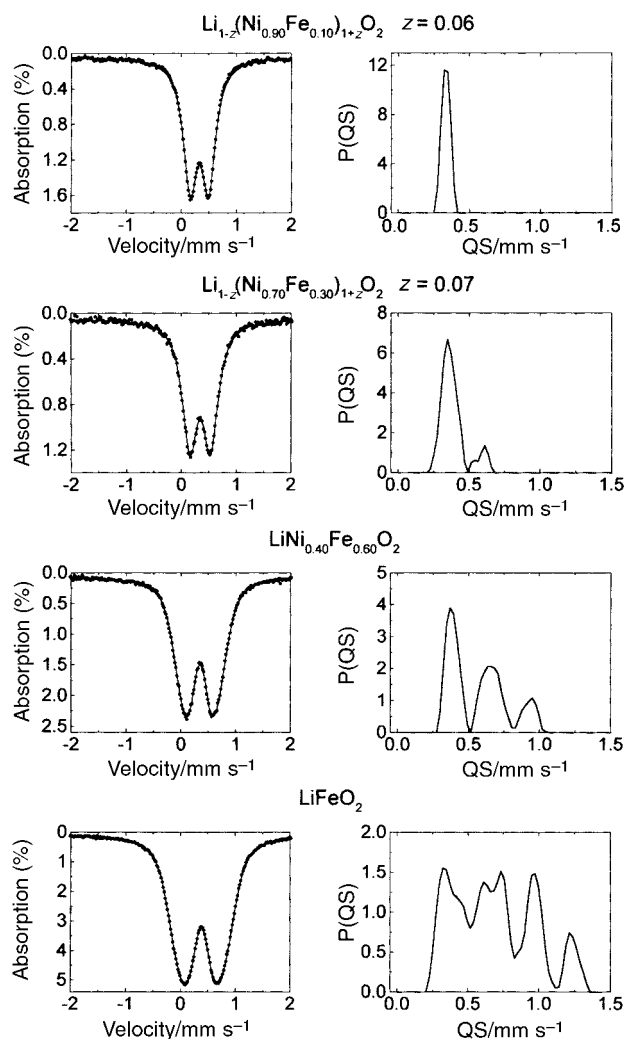 Li₁₋z(Ni₀.₉₀Fe₀.₁₀)₁₊zO₂ z = 0.06
Absorption (%)
0.0
0.4
0.8
1.2
1.6
-2 -1 0 1 2
Velocity/mm s⁻¹
P(QS)
12
8
4
0
0.0 0.5 1.0 1.5
QS/mm s⁻¹
Li₁₋z(Ni₀.₇₀Fe₀.₃₀)₁₊zO₂ z = 0.07
Absorption (%)
0.0
0.4
0.8
1.2
-2 -1 0 1 2
Velocity/mm s⁻¹
P(QS)
8
6
4
2
0
0.0 0.5 1.0 1.5
QS/mm s⁻¹
LiNi₀.₄₀Fe₀.₆₀O₂
Absorption (%)
0.0
0.5
1.0
1.5
2.0
2.5
-2 -1 0 1 2
Velocity/mm s⁻¹
P(QS)
5
4
3
2
1
0
0.0 0.5 1.0 1.5
QS/mm s⁻¹
LiFeO₂
Absorption (%)
0
1
2
3
4
5
-2 -1 0 1 2
Velocity/mm s⁻¹
P(QS)
2.0
1.5
1.0
0.5
0.0
0.0 0.5 1.0 1.5
QS/mm s⁻¹